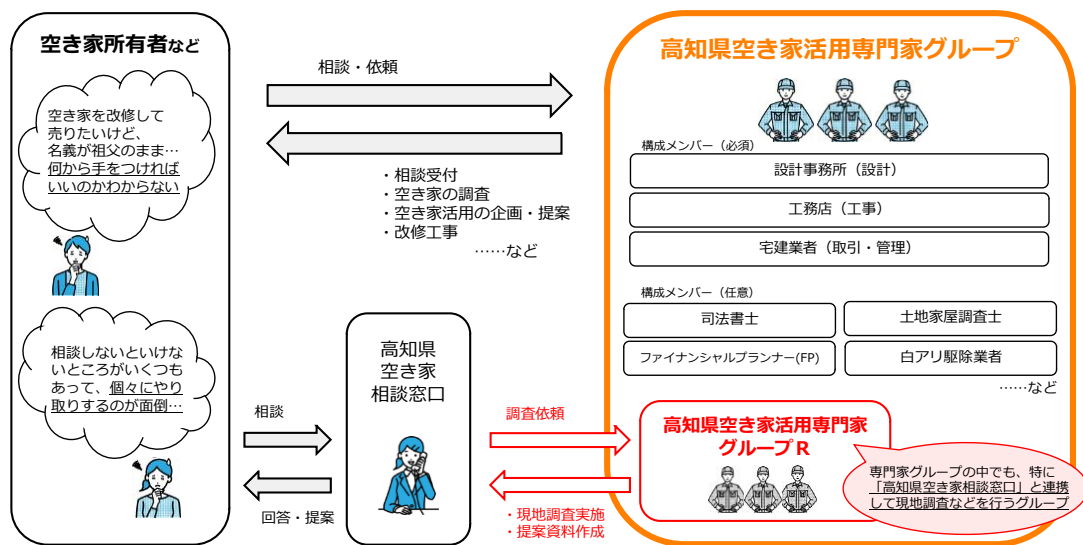 空き家所有者など
空き家を改修して
売りたいけど、
名義が祖父のまま…
何から手をつければ
いいのかわからない
相談しないといけな
いところがいくつも
あって、個々にやり
取りするのが面倒…
相談・依頼
・相談受付
・空き家の調査
・空き家活用の企画・提案
・改修工事
……など
相談
回答・提案
高知県
空き家
相談窓口
調査依頼
・現地調査実施
・提案資料作成
高知県空き家活用専門家グループ
構成メンバー（必須）
設計事務所（設計）
工務店（工事）
宅建業者（取引・管理）
構成メンバー（任意）
司法書士
土地家屋調査士
ファイナンシャルプランナー(FP)
白アリ駆除業者
……など
高知県空き家活用専門家
グループR
専門家グループの中でも、特に
「高知県空き家相談窓口」と連携
して現地調査などを行うグループ